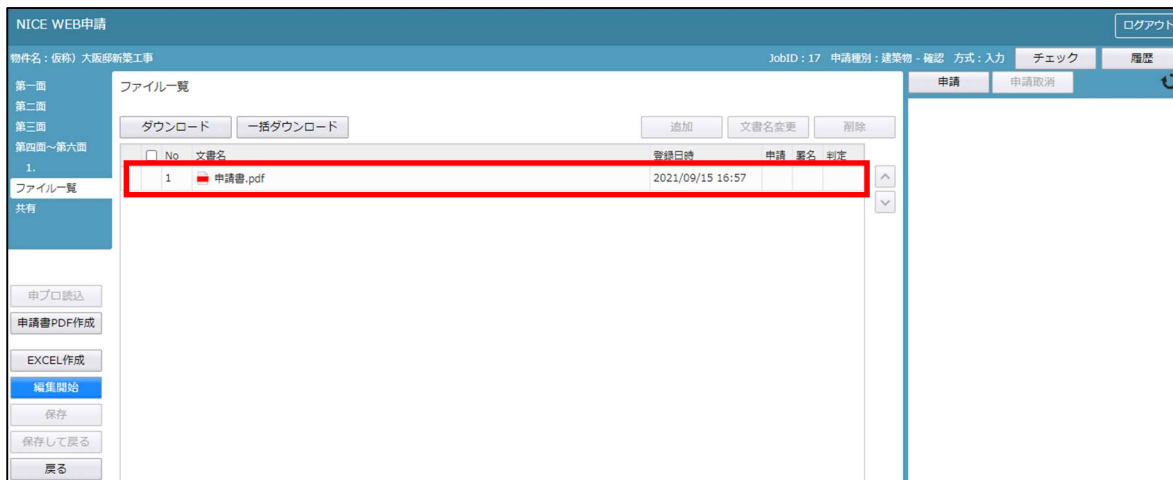 NICE WEB申請
ログアウト
物件名：仮称）大阪邸新築工事
JobID：17 申請種別：建築物 - 確認 方式：入力
チェック
履歴
第一面
第二面
第三面
第四面～第六面
1.
ファイル一覧
共有
申プロ読込
申請書PDF作成
EXCEL作成
編集開始
保存
保存して戻る
戻る
ファイル一覧
ダウンロード
一括ダウンロード
追加
文書名変更
削除
No 文書名 登録日時 申請 署名 判定
1 申請書.pdf 2021/09/15 16:57
申請
申請取消